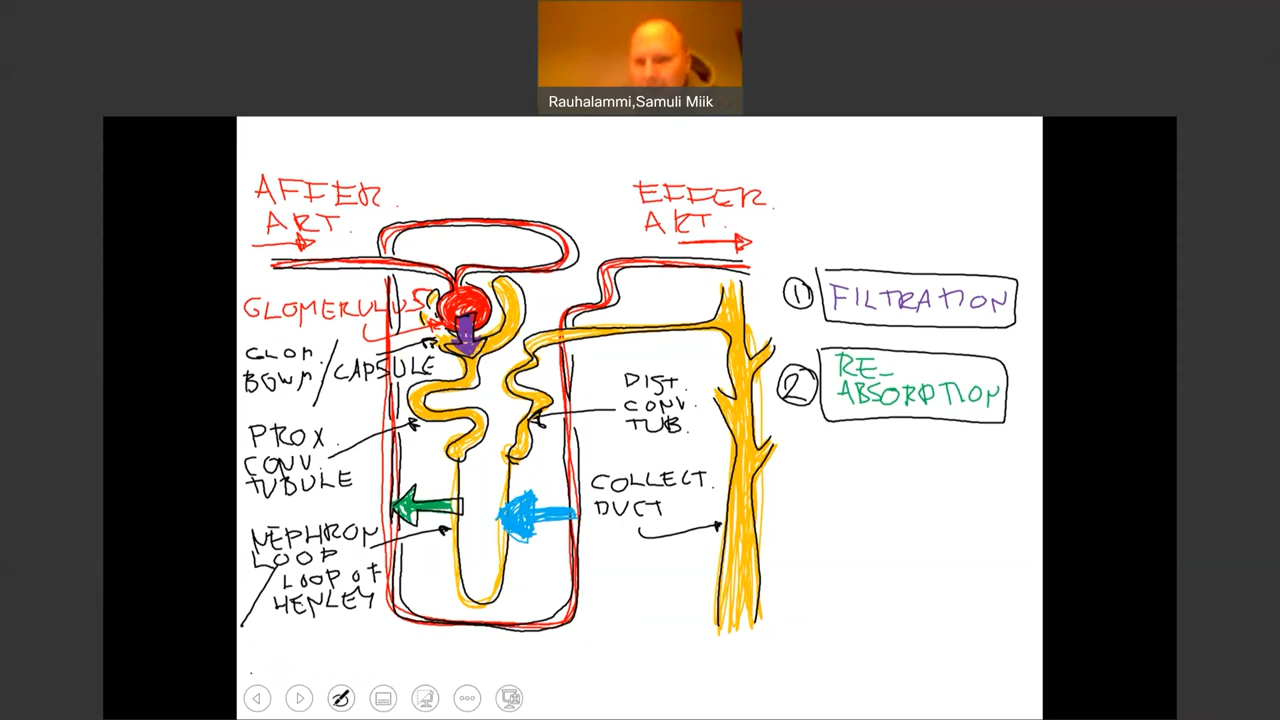 Rauhalammi,Samuli Miik
AFFER.
ART.
EFFER.
ART.
GLOMERULUS
GLOM. / CAPSULE
BOWM
PROX.
CONV.
TUBULE
NEPHRON
LOOP
/ LOOP OF
HENLEY
DIST.
CONV.
TUB.
COLLECT.
DUCT
1) FILTRATION
2 RE-
ABSORPTION